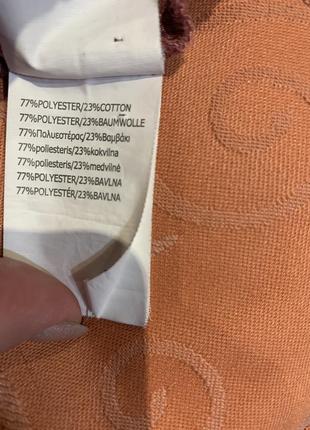 77%POLYESTER/23%COTTON
77%POLYESTER/23%BAUMWOLLE
77%Πολυεστέρας/23%Βαμβάκι
77%poliesteris/23%kokvilna
77%poliesteris/23%medvilnė
77%POLYESTER/23%BAVLNA
77%POLYESTÉR/23%BAVLNA